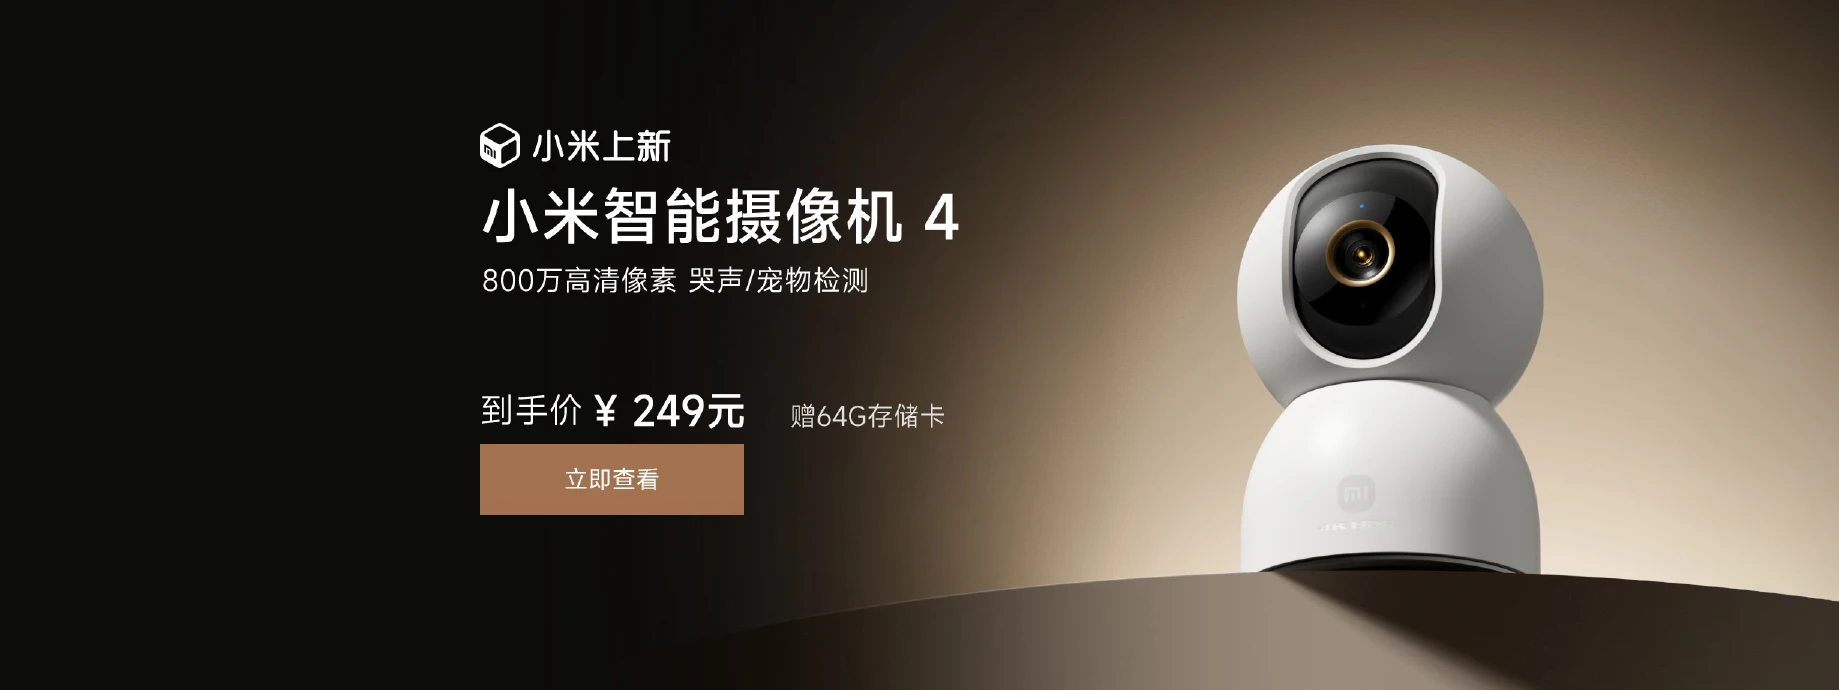 小米上新
小米智能摄像机 4
800万高清像素 哭声/宠物检测
到手价 ¥ 249元 赠64G存储卡
立即查看
mi